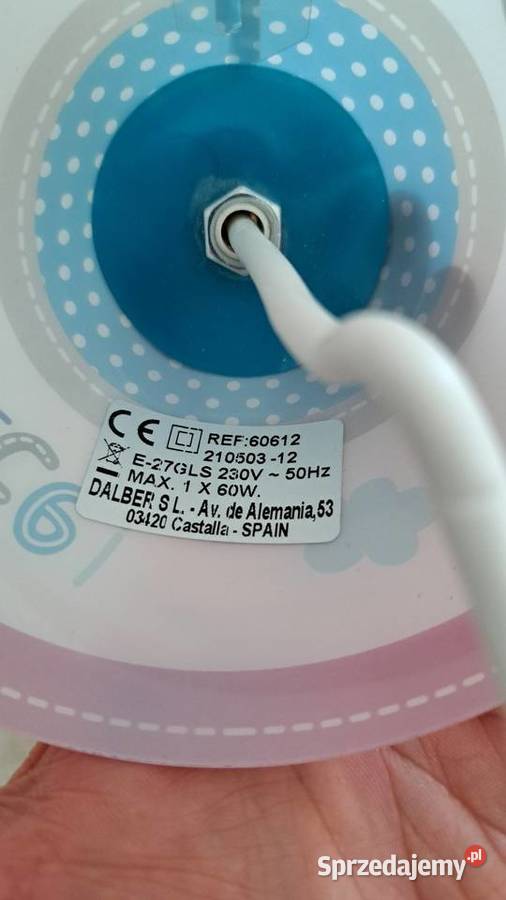 CE REF:60612
210503-12
E-27GLS 230V ~ 50Hz
MAX. 1 X 60W.
DALBER S L. - Av. de Alemania,53
03420 Castalla - SPAIN
Sprzedajemy.pl